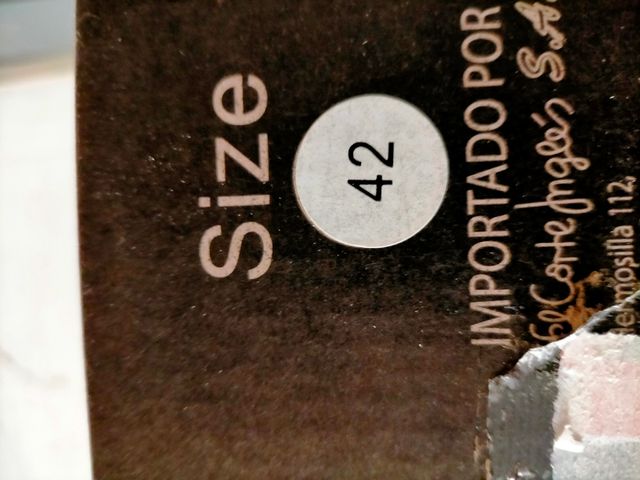 Size
42
IMPORTADO POR
El Corte Inglés S.A.
Hermosilla 112,